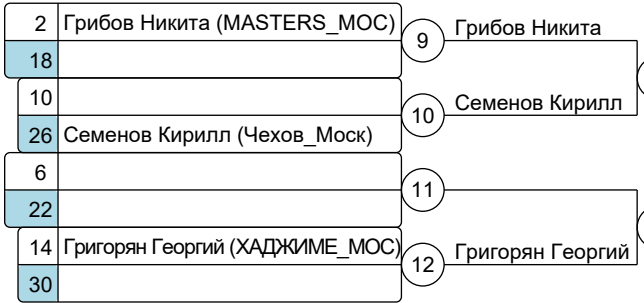 2 Грибов Никита (MASTERS_МОС)
9 Грибов Никита
18
10
10 Семенов Кирилл
26 Семенов Кирилл (Чехов_Моск)
6
11
22
14 Григорян Георгий (ХАДЖИМЕ_МОС)
12 Григорян Георгий
30